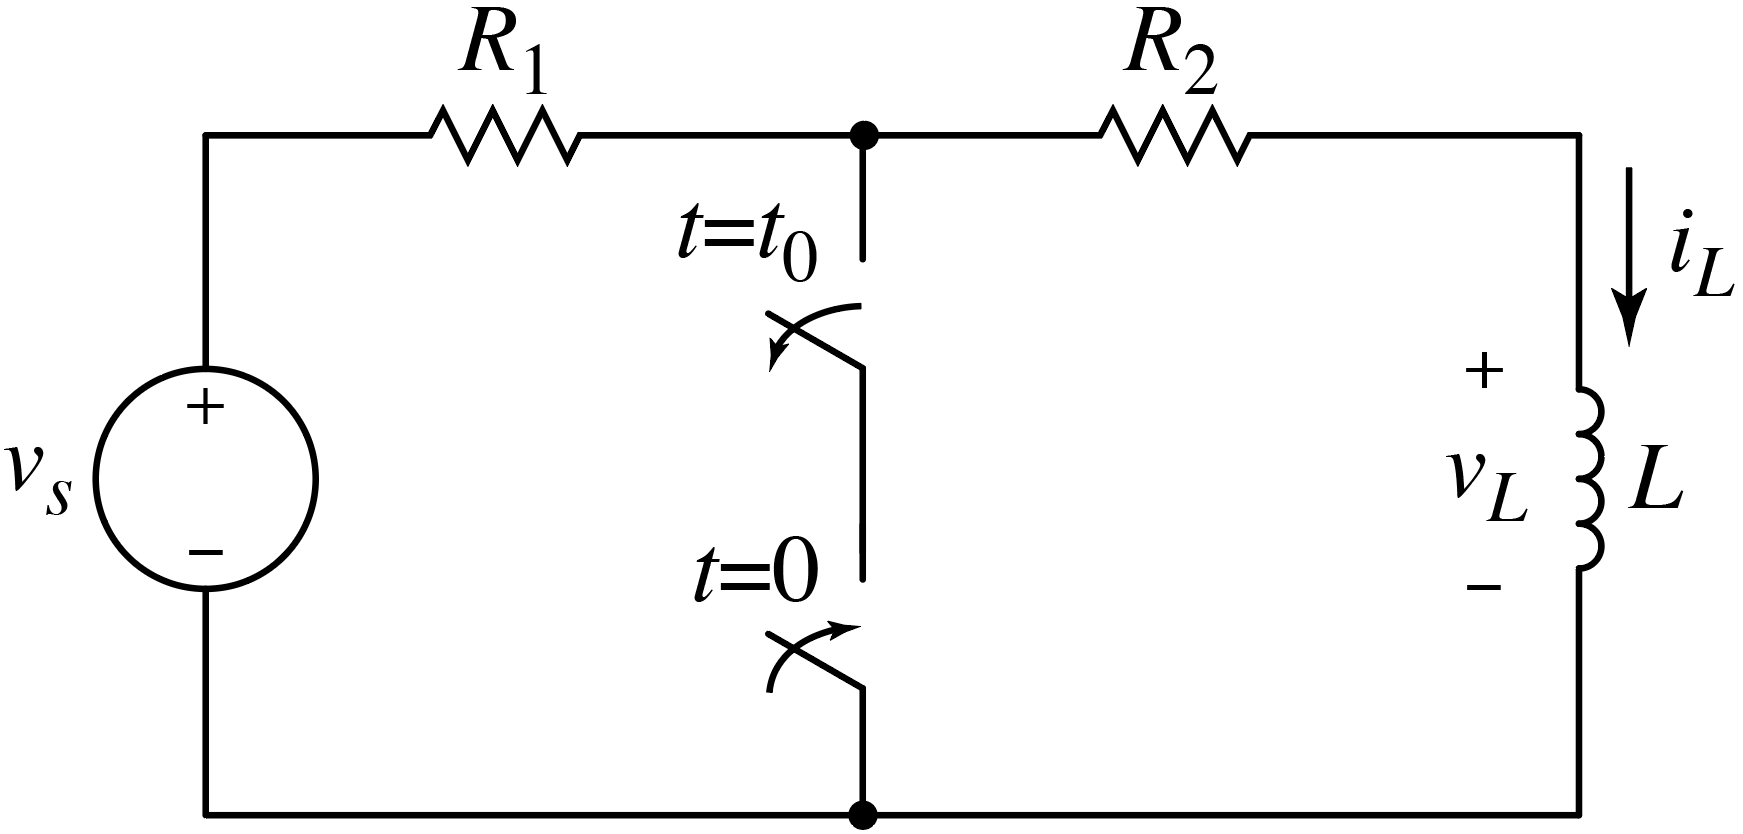 R1
R2
t=t0
iL
+
vs
−
+
vL
−
L
t=0